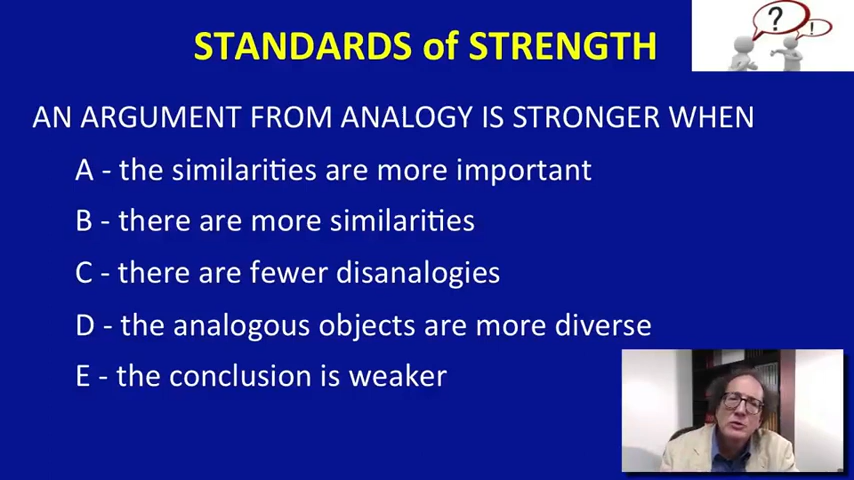 STANDARDS of STRENGTH
? !
AN ARGUMENT FROM ANALOGY IS STRONGER WHEN
A - the similarities are more important
B - there are more similarities
C - there are fewer disanalogies
D - the analogous objects are more diverse
E - the conclusion is weaker